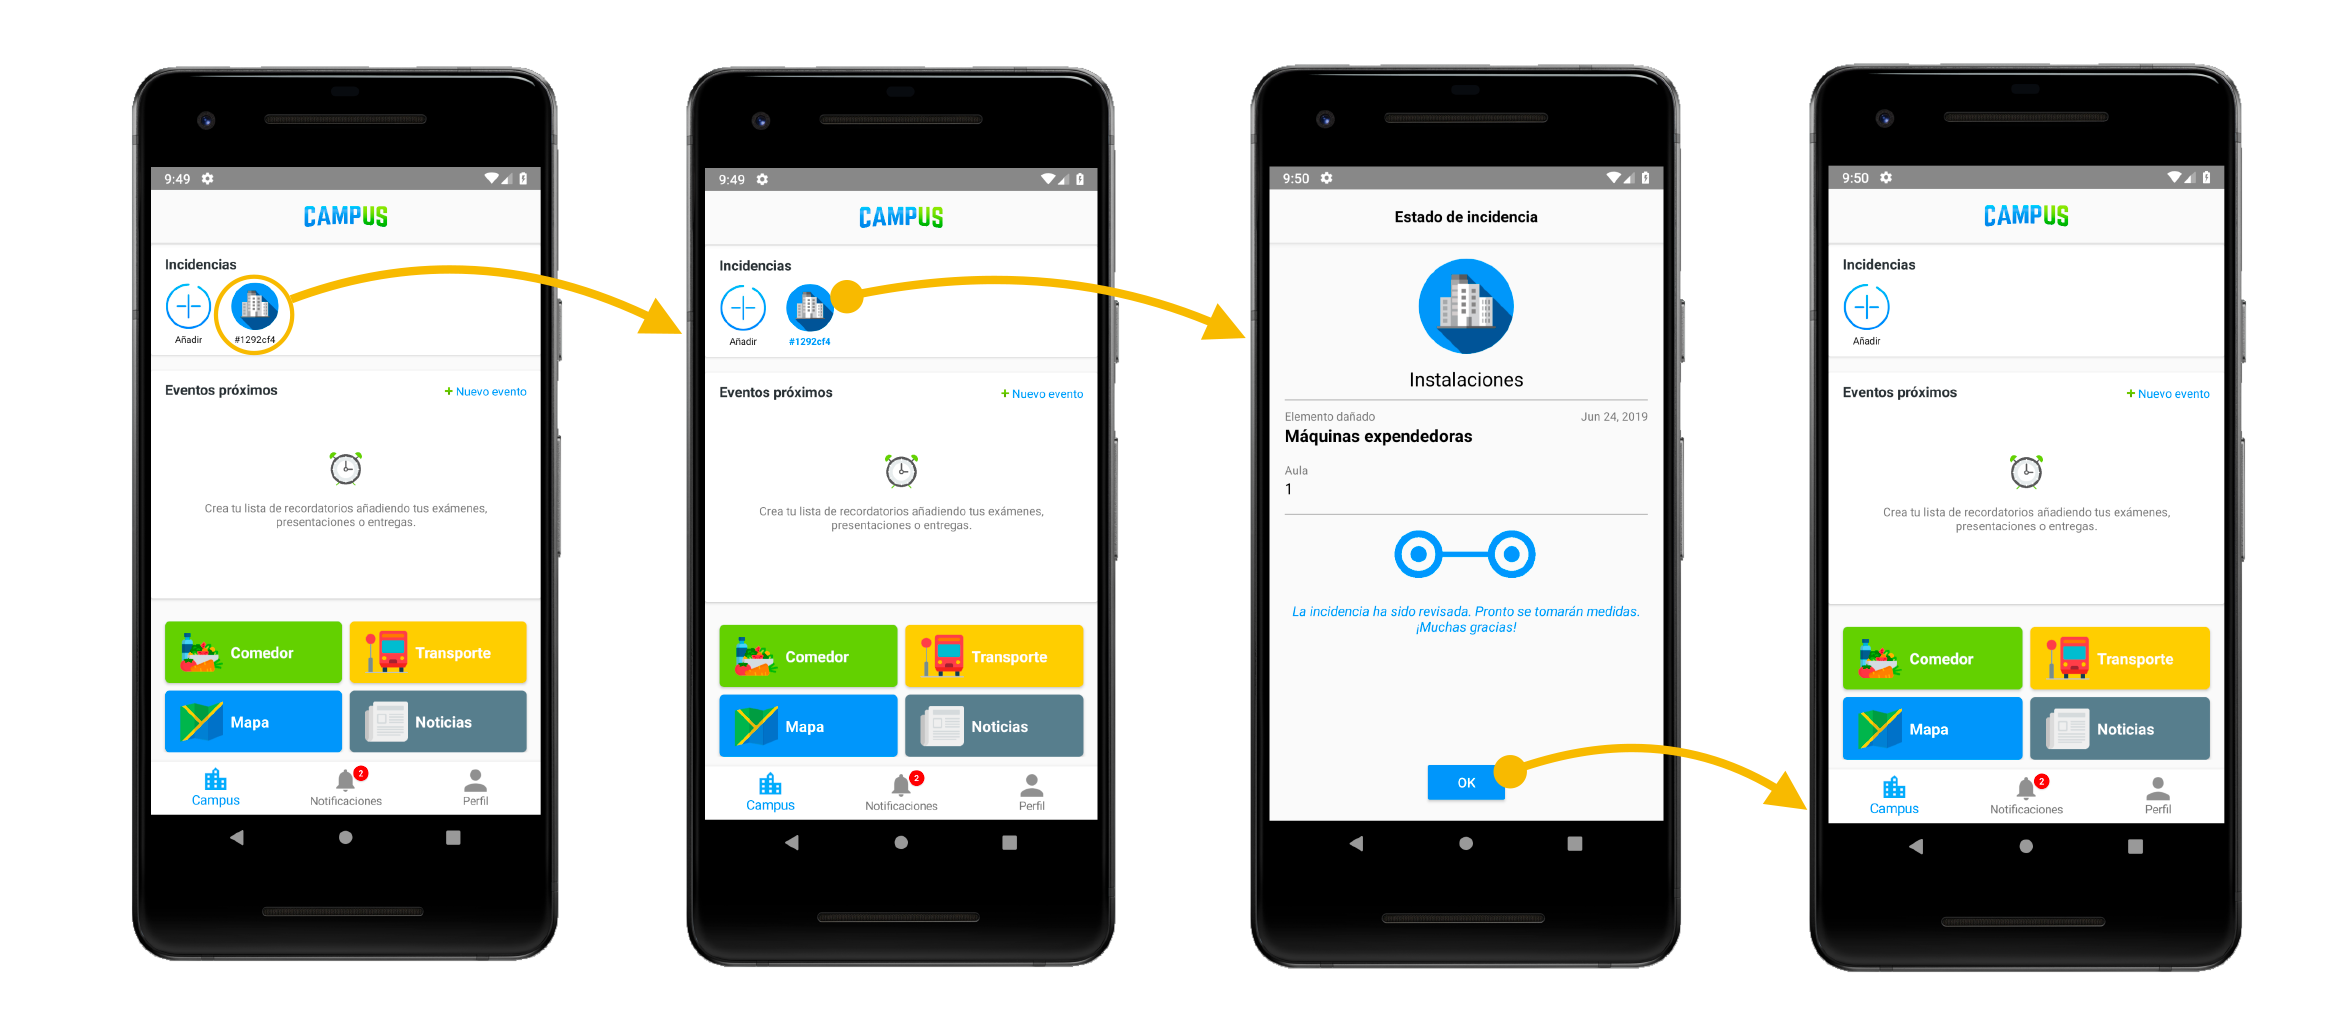 9:49
CAMPUS
Incidencias
Añadir
#1292cf4
Eventos próximos
+ Nuevo evento
Crea tu lista de recordatorios añadiendo tus exámenes,
presentaciones o entregas.
Comedor
Transporte
Mapa
Noticias
2
Campus
Notificaciones
Perfil
9:49
CAMPUS
Incidencias
Añadir
#1292cf4
Eventos próximos
+ Nuevo evento
Crea tu lista de recordatorios añadiendo tus exámenes,
presentaciones o entregas.
Comedor
Transporte
Mapa
Noticias
2
Campus
Notificaciones
Perfil
9:50
Estado de incidencia
Instalaciones
Elemento dañado
Jun 24, 2019
Máquinas expendedoras
Aula
1
La incidencia ha sido revisada. Pronto se tomarán medidas.
¡Muchas gracias!
OK
9:50
CAMPUS
Incidencias
Añadir
Eventos próximos
+ Nuevo evento
Crea tu lista de recordatorios añadiendo tus exámenes,
presentaciones o entregas.
Comedor
Transporte
Mapa
Noticias
2
Campus
Notificaciones
Perfil